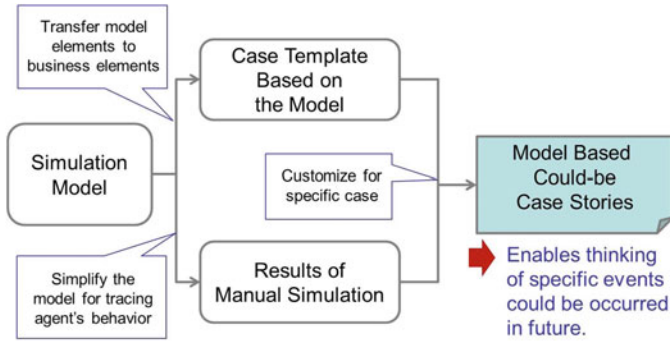 Transfer model
elements to
business elements
Case Template
Based on
the Model
Simulation
Model
Customize for
specific case
Model Based
Could-be
Case Stories
Simplify the
model for tracing
agent's behavior
Results of
Manual Simulation
Enables thinking
of specific events
could be occurred
in future.